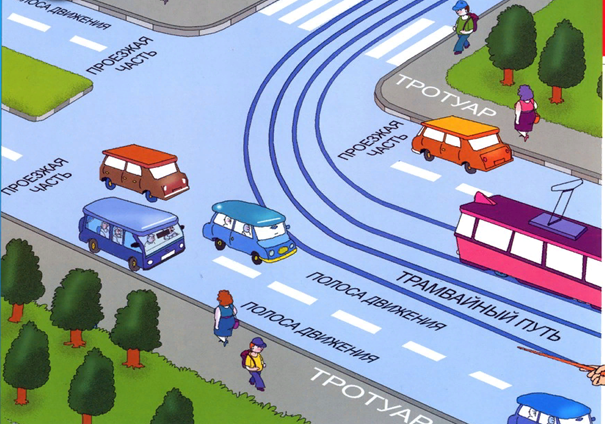 ПОЛОСА ДВИЖЕНИЯ
ПРОЕЗЖАЯ
ЧАСТЬ
ТРОТУАР
ПРОЕЗЖАЯ
ЧАСТЬ
ПРОЕЗЖАЯ
ЧАСТЬ
ПОЛОСА ДВИЖЕНИЯ
ТРАМВАЙНЫЙ ПУТЬ
ПОЛОСА ДВИЖЕНИЯ
ТРОТУАР